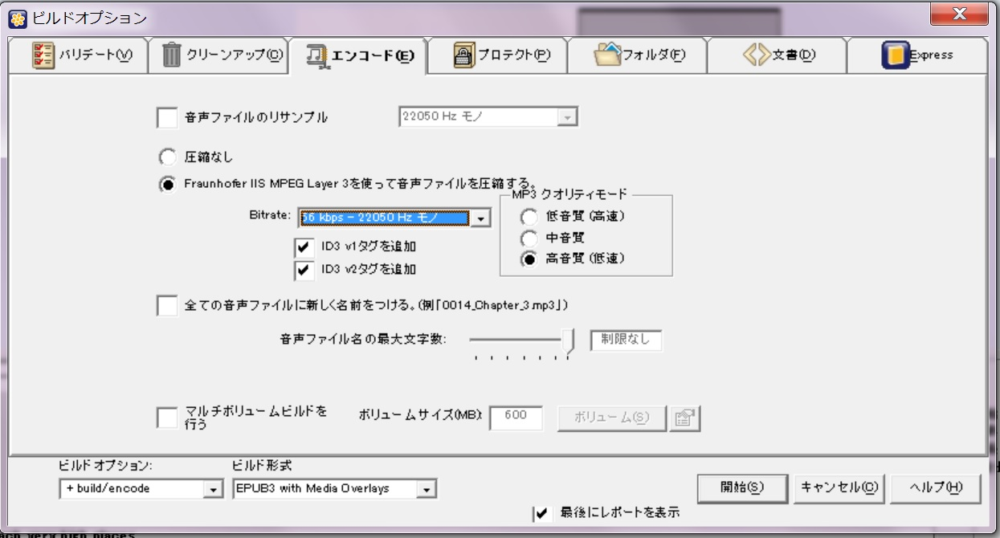 ビルドオプション
バリデート(V)
クリーンアップ(C)
エンコード(E)
プロテクト(P)
フォルダ(F)
文書(D)
Express
音声ファイルのリサンプル
22050 Hz モノ
圧縮なし
Fraunhofer IIS MPEG Layer 3を使って音声ファイルを圧縮する。
MP3 クオリティモード
Bitrate:
56 kbps - 22050 Hz モノ
低音質 (高速)
中音質
高音質 (低速)
ID3 v1タグを追加
ID3 v2タグを追加
全ての音声ファイルに新しく名前をつける。(例「0014_Chapter_3.mp3」)
音声ファイル名の最大文字数:
制限なし
マルチボリュームビルドを
行う
ボリュームサイズ(MB):
600
ボリューム(S)
ビルドオプション:
ビルド形式
+ build/encode
EPUB3 with Media Overlays
開始(S)
キャンセル(C)
ヘルプ(H)
最後にレポートを表示